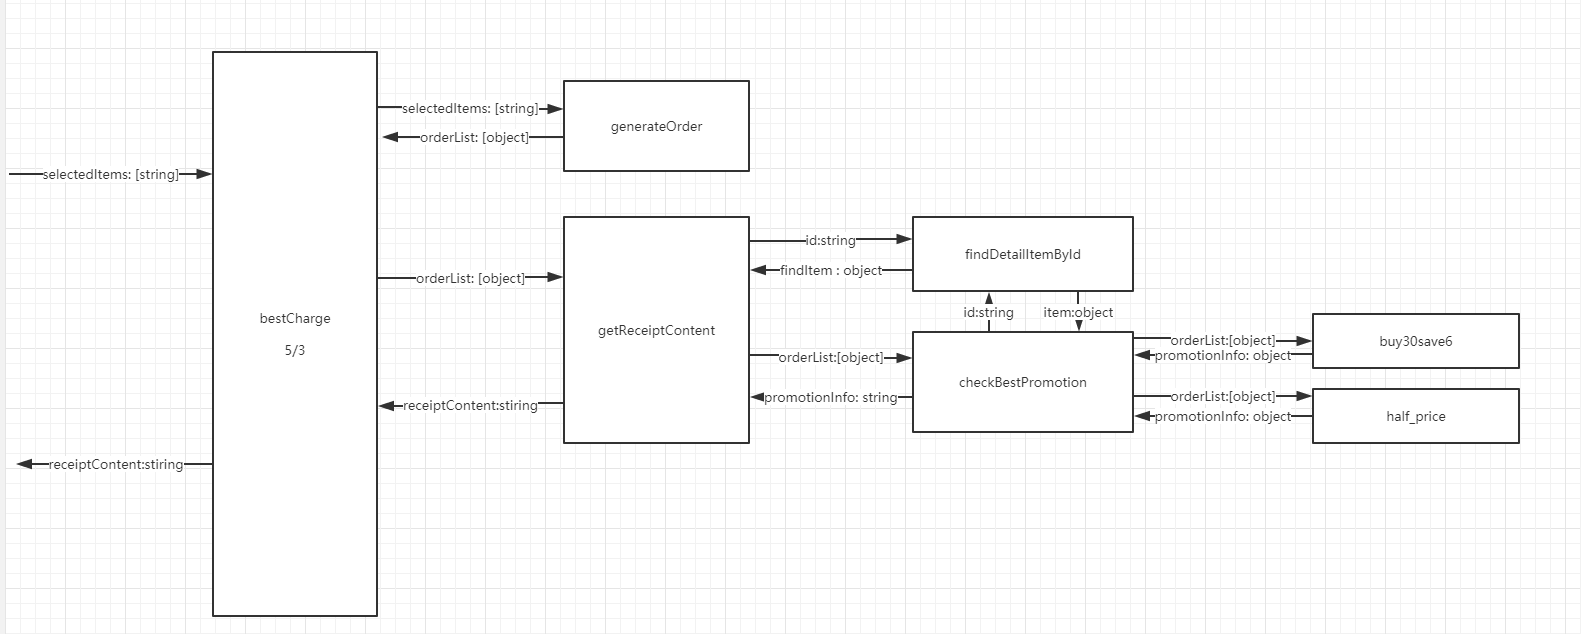 selectedItems: [string]
generateOrder
orderList: [object]
selectedItems: [string]
id:string
findDetailItemById
findItem : object
orderList: [object]
id:string
item:object
bestCharge
5/3
getReceiptContent
orderList:[object]
buy30save6
promotionInfo: object
orderList:[object]
checkBestPromotion
promotionInfo: string
orderList:[object]
receiptContent:stiring
promotionInfo: object
half_price
receiptContent:stiring